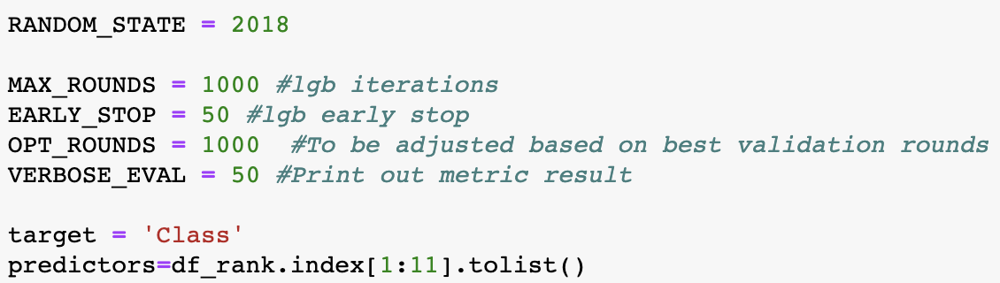 RANDOM_STATE = 2018
MAX_ROUNDS = 1000 #lgb iterations
EARLY_STOP = 50 #lgb early stop
OPT_ROUNDS = 1000  #To be adjusted based on best validation rounds
VERBOSE_EVAL = 50 #Print out metric result
target = 'Class'
predictors=df_rank.index[1:11].tolist()